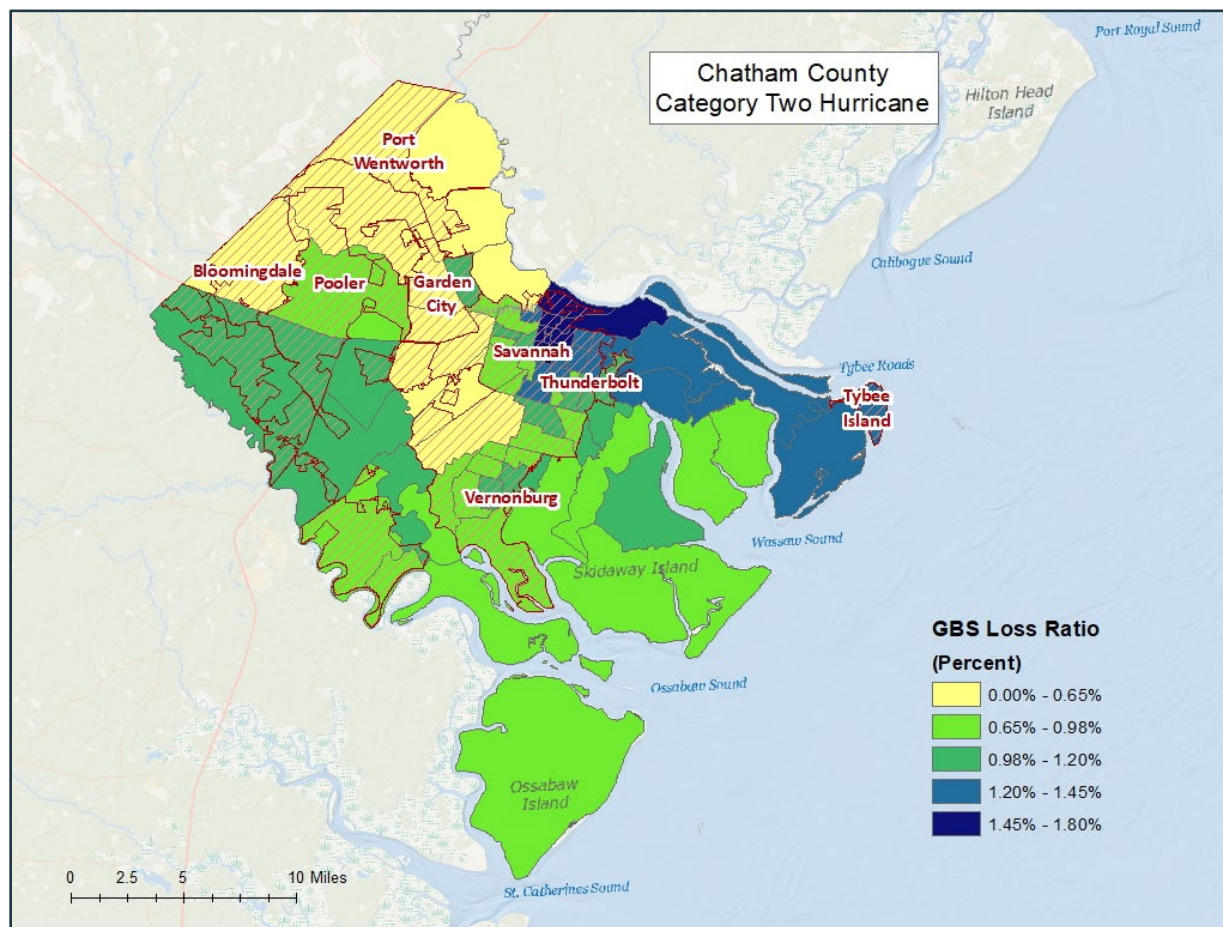 Port Royal Sound
Chatham County
Category Two Hurricane
Hilton Head
Island
Port
Wentworth
Calibogue Sound
Bloomingdale
Pooler
Garden
City
Savannah
Thunderbolt
Tybee Roads
Tybee
Island
Vernonburg
Wassaw Sound
Skidaway Island
GBS Loss Ratio
(Percent)
0.00% - 0.65%
0.65% - 0.98%
0.98% - 1.20%
1.20% - 1.45%
1.45% - 1.80%
Ossabaw Sound
Ossabaw
Island
0 2.5 5 10 Miles
St. Catherines Sound